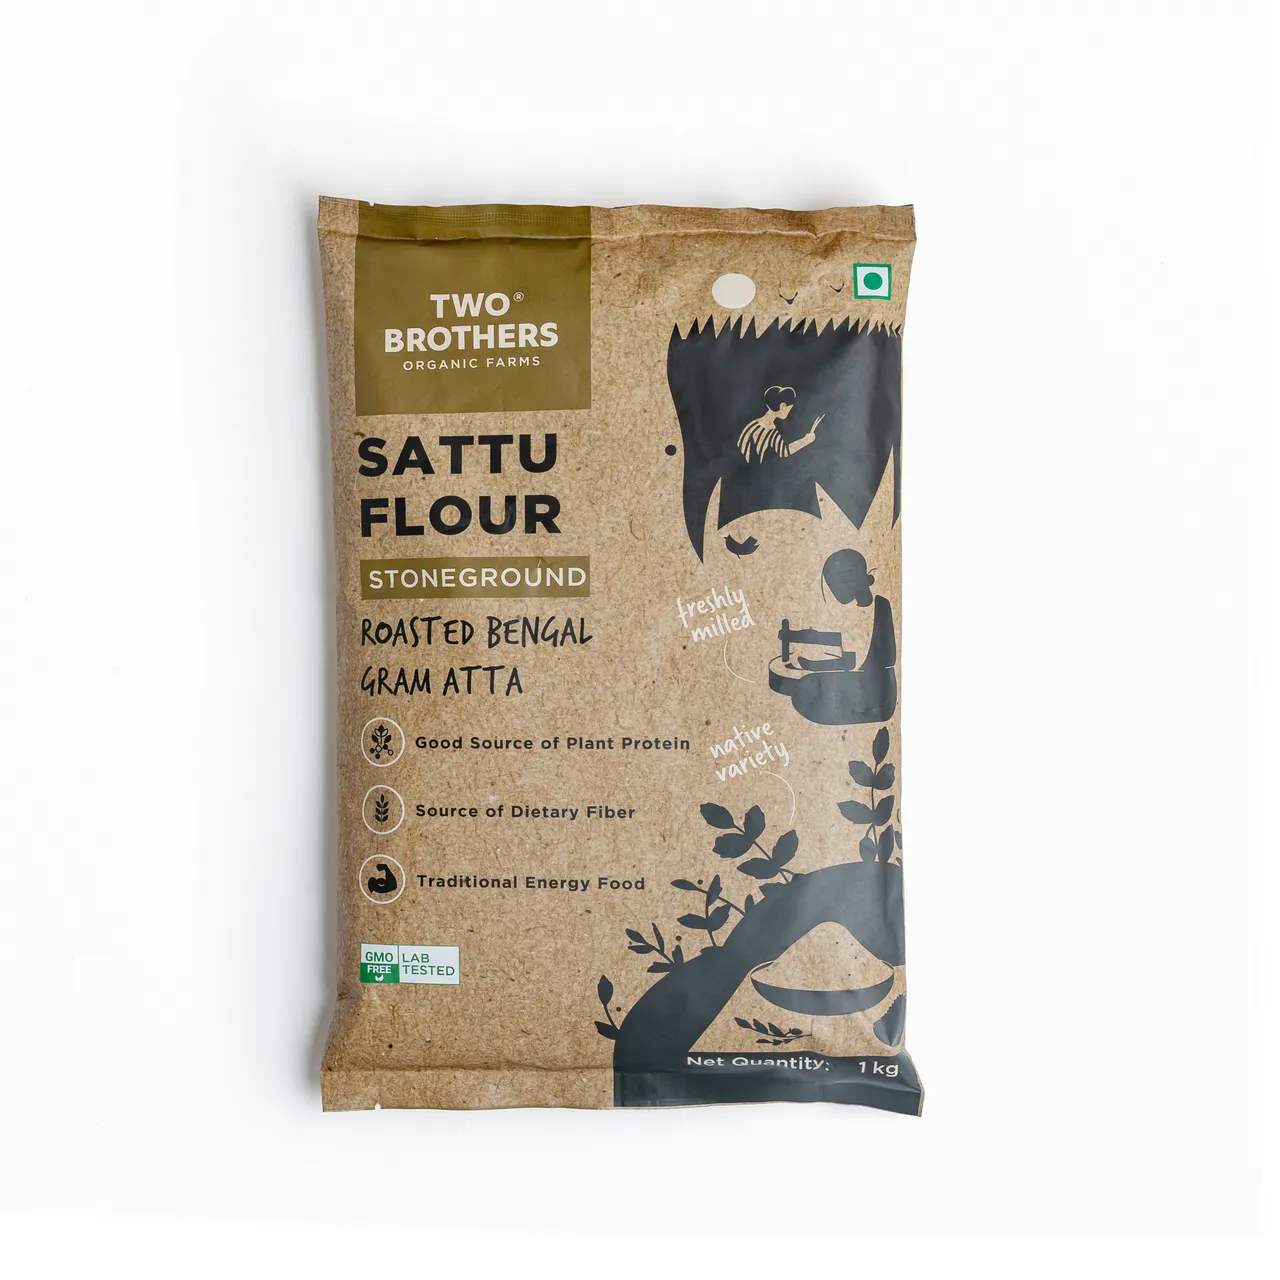 TWO®
BROTHERS
ORGANIC FARMS
SATTU
FLOUR
STONEGROUND
ROASTED BENGAL
GRAM ATTA
freshly
milled
native
variety
Good Source of Plant Protein
Source of Dietary Fiber
Traditional Energy Food
GMO
FREE
LAB
TESTED
Net Quantity: 1 kg